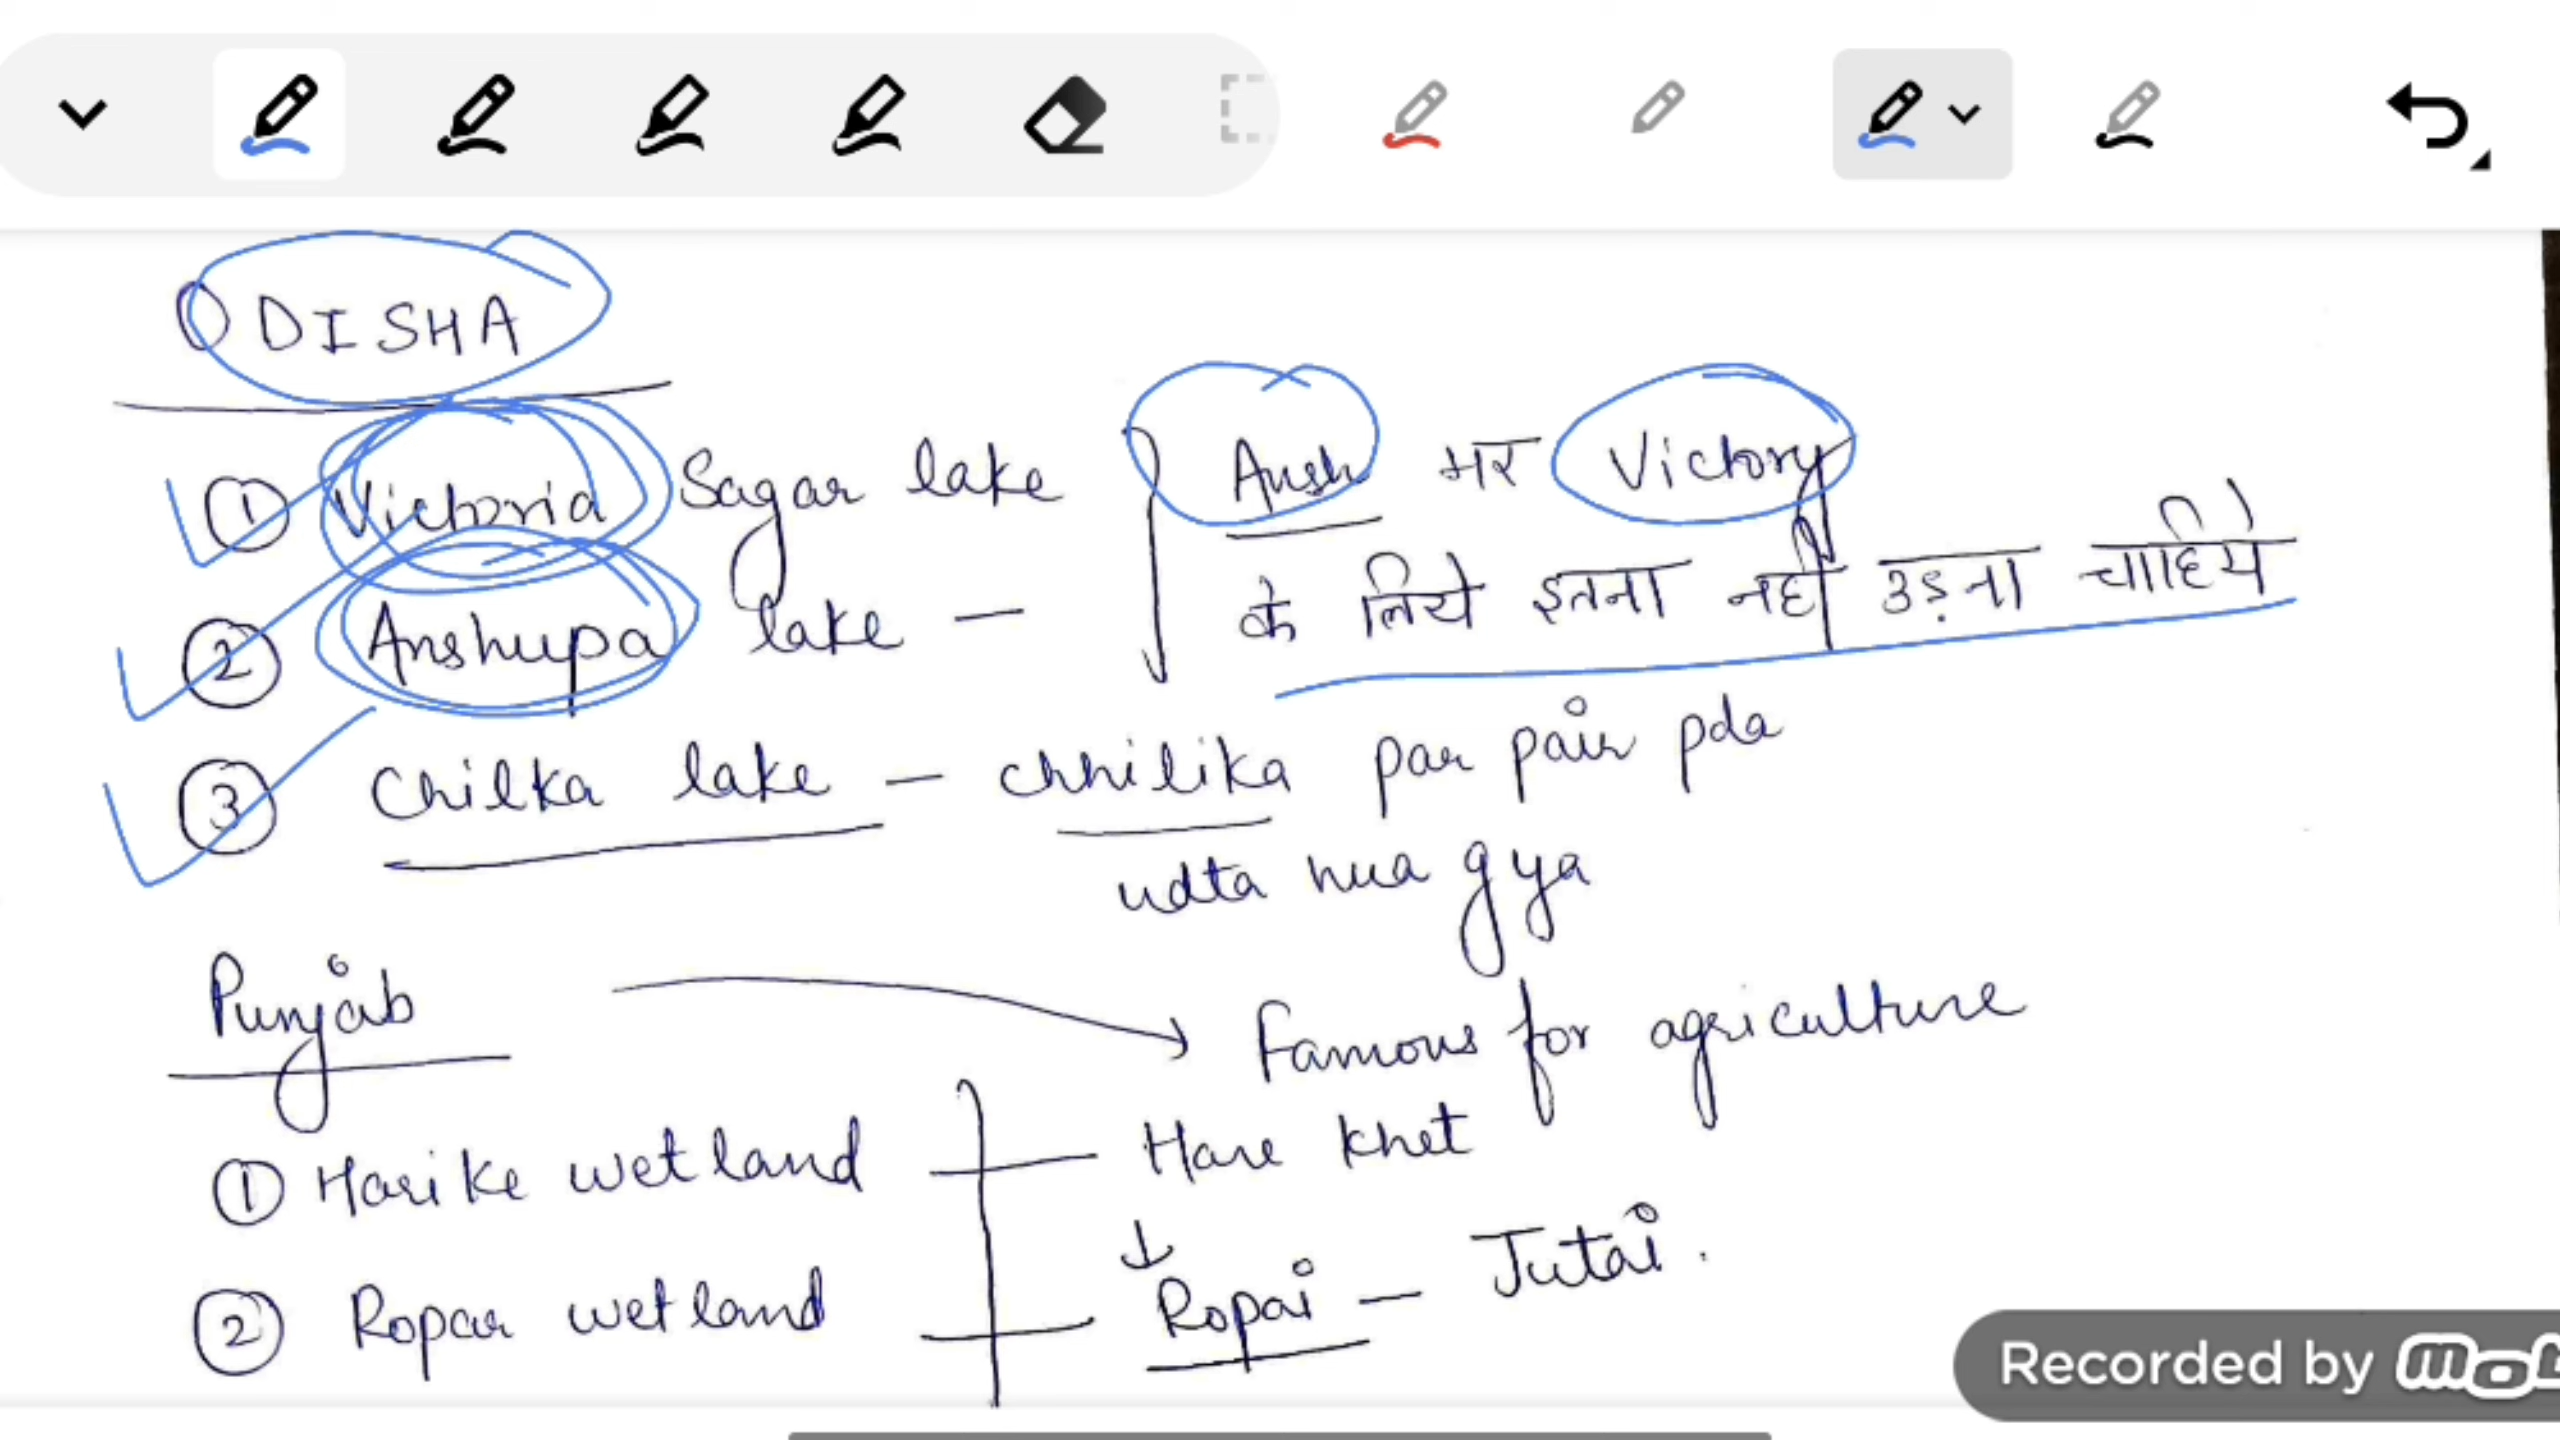 ODISHA
① Victoria Sagar lake Ansh भर Victory
② Anshupa lake – के लिये इतना नही उड़ना चाहिये
③ Chilka lake – chhilika par pair pda
udta hua gya
Punjab → Famous for agriculture
① Harike wetland Hare khet
↓
② Ropar wetland Ropai – Jutai.
Recorded by